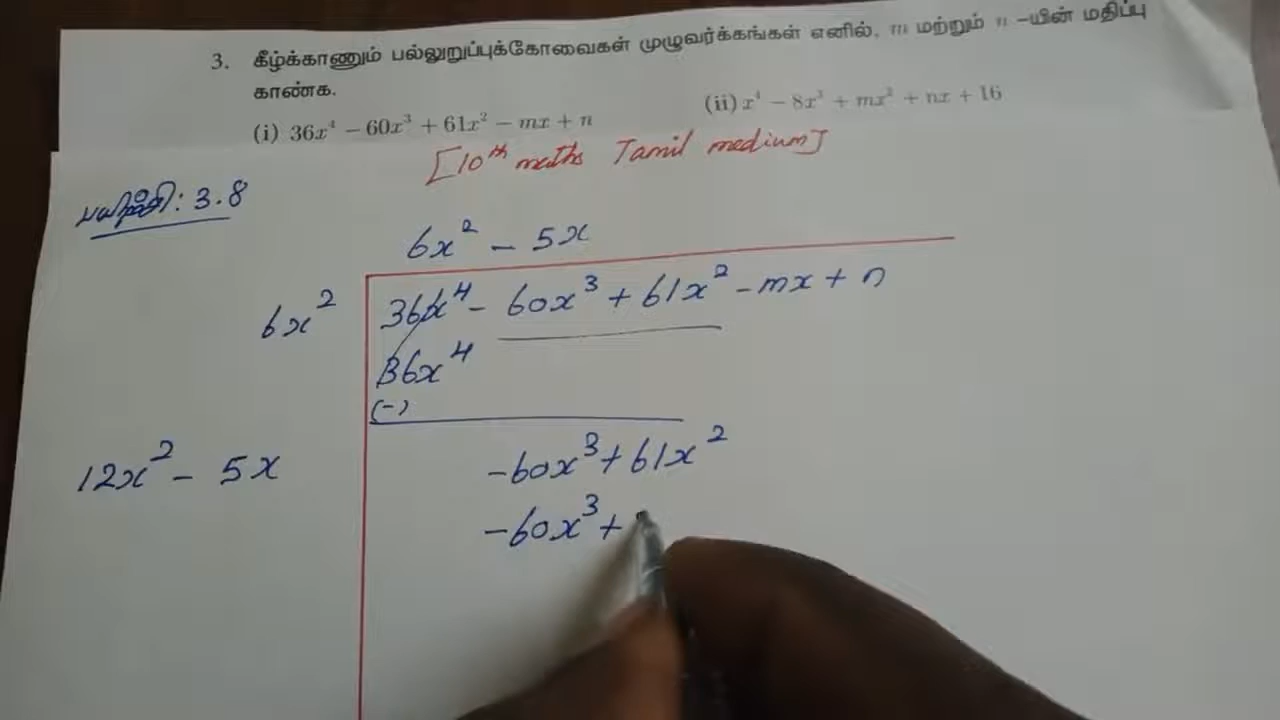 3. கீழ்க்காணும் பல்லுறுப்புக்கோவைகள் முழுவர்க்கங்கள் எனில், m மற்றும் n -யின் மதிப்பு
காண்க.
(i) 36x⁴ − 60x³ + 61x² − mx + n (ii) x⁴ − 8x³ + mx² + nx + 16
[10th maths Tamil medium]
பயிற்சி: 3.8
6x² − 5x
6x² 36x⁴ − 60x³ + 61x² − mx + n
36x⁴
(−)
12x² − 5x −60x³ + 61x²
−60x³ +